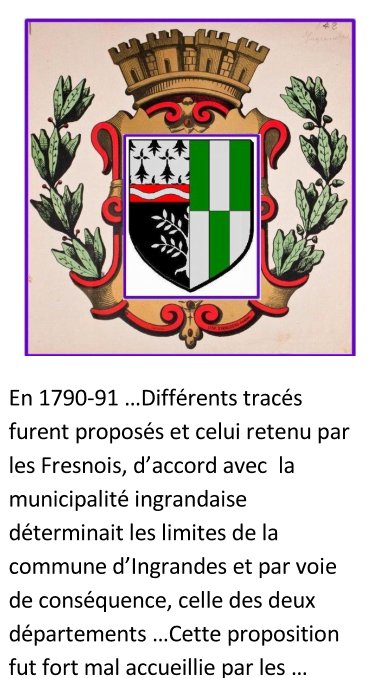 En 1790-91 …Différents tracés
furent proposés et celui retenu par
les Fresnois, d’accord avec  la
municipalité ingrandaise
déterminait les limites de la
commune d’Ingrandes et par voie
de conséquence, celle des deux
départements …Cette proposition
fut fort mal accueillie par les …